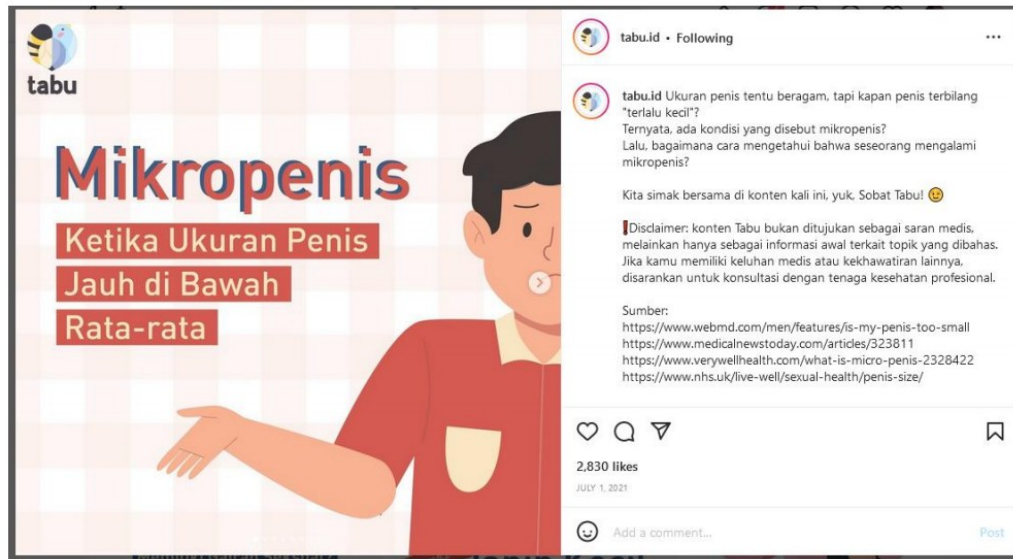 tabu
Mikropenis
Ketika Ukuran Penis
Jauh di Bawah
Rata-rata
tabu.id • Following
tabu.id Ukuran penis tentu beragam, tapi kapan penis terbilang
"terlalu kecil"?
Ternyata, ada kondisi yang disebut mikropenis?
Lalu, bagaimana cara mengetahui bahwa seseorang mengalami
mikropenis?
Kita simak bersama di konten kali ini, yuk, Sobat Tabu! 😉
❗Disclaimer: konten Tabu bukan ditujukan sebagai saran medis,
melainkan hanya sebagai informasi awal terkait topik yang dibahas.
Jika kamu memiliki keluhan medis atau kekhawatiran lainnya,
disarankan untuk konsultasi dengan tenaga kesehatan profesional.
Sumber:
https://www.webmd.com/men/features/is-my-penis-too-small
https://www.medicalnewstoday.com/articles/323811
https://www.verywellhealth.com/what-is-micro-penis-2328422
https://www.nhs.uk/live-well/sexual-health/penis-size/
2,830 likes
JULY 1, 2021
Add a comment...
Post